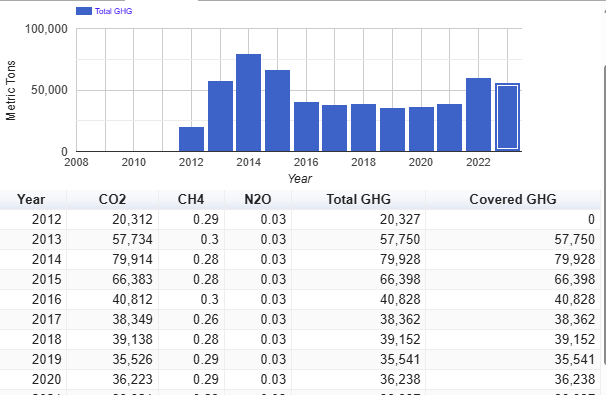 Total GHG
100,000
50,000
0
Metric Tons
2008 2010 2012 2014 2016 2018 2020 2022
Year
Year CO2 CH4 N2O Total GHG Covered GHG
2012 20,312 0.29 0.03 20,327 0
2013 57,734 0.3 0.03 57,750 57,750
2014 79,914 0.28 0.03 79,928 79,928
2015 66,383 0.28 0.03 66,398 66,398
2016 40,812 0.3 0.03 40,828 40,828
2017 38,349 0.26 0.03 38,362 38,362
2018 39,138 0.28 0.03 39,152 39,152
2019 35,526 0.29 0.03 35,541 35,541
2020 36,223 0.29 0.03 36,238 36,238